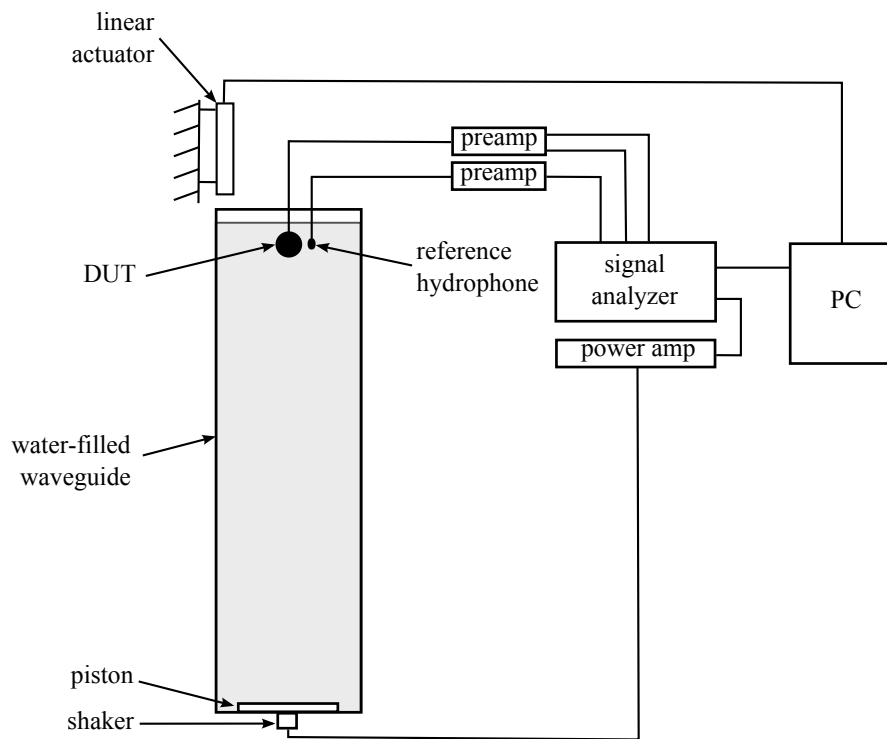 linear
actuator
preamp
preamp
DUT
reference
hydrophone
signal
analyzer
PC
power amp
water-filled
waveguide
piston
shaker